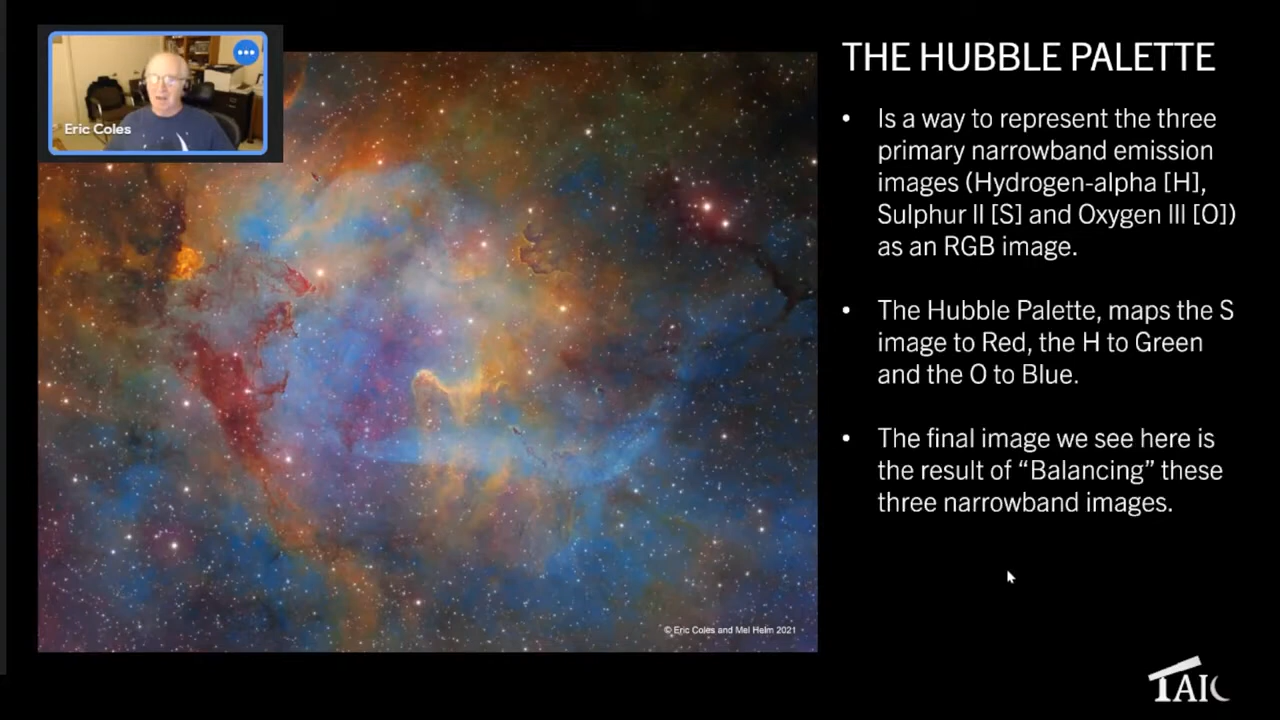 Eric Coles
THE HUBBLE PALETTE
• Is a way to represent the three
primary narrowband emission
images (Hydrogen-alpha [H],
Sulphur II [S] and Oxygen III [O])
as an RGB image.
• The Hubble Palette, maps the S
image to Red, the H to Green
and the O to Blue.
• The final image we see here is
the result of “Balancing” these
three narrowband images.
© Eric Coles and Mel Helm 2021
TAIC